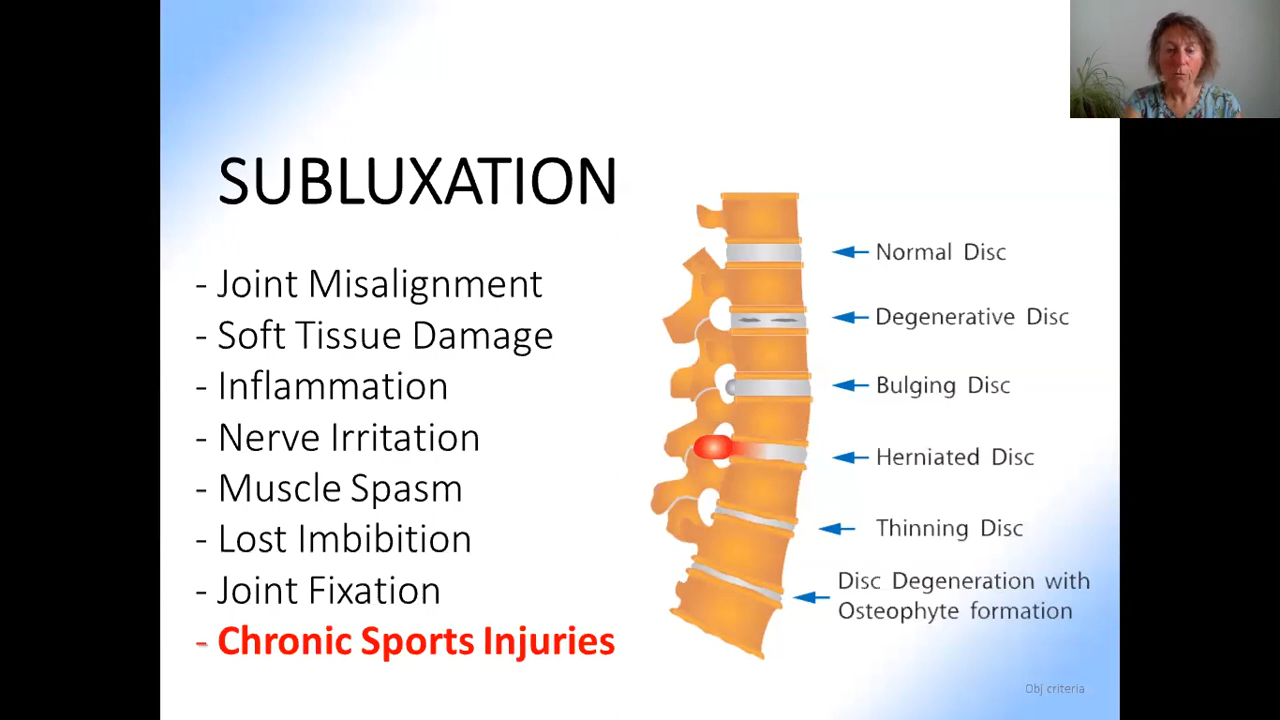 SUBLUXATION
- Joint Misalignment
- Soft Tissue Damage
- Inflammation
- Nerve Irritation
- Muscle Spasm
- Lost Imbibition
- Joint Fixation
- Chronic Sports Injuries
Normal Disc
Degenerative Disc
Bulging Disc
Herniated Disc
Thinning Disc
Disc Degeneration with
Osteophyte formation
Obj criteria